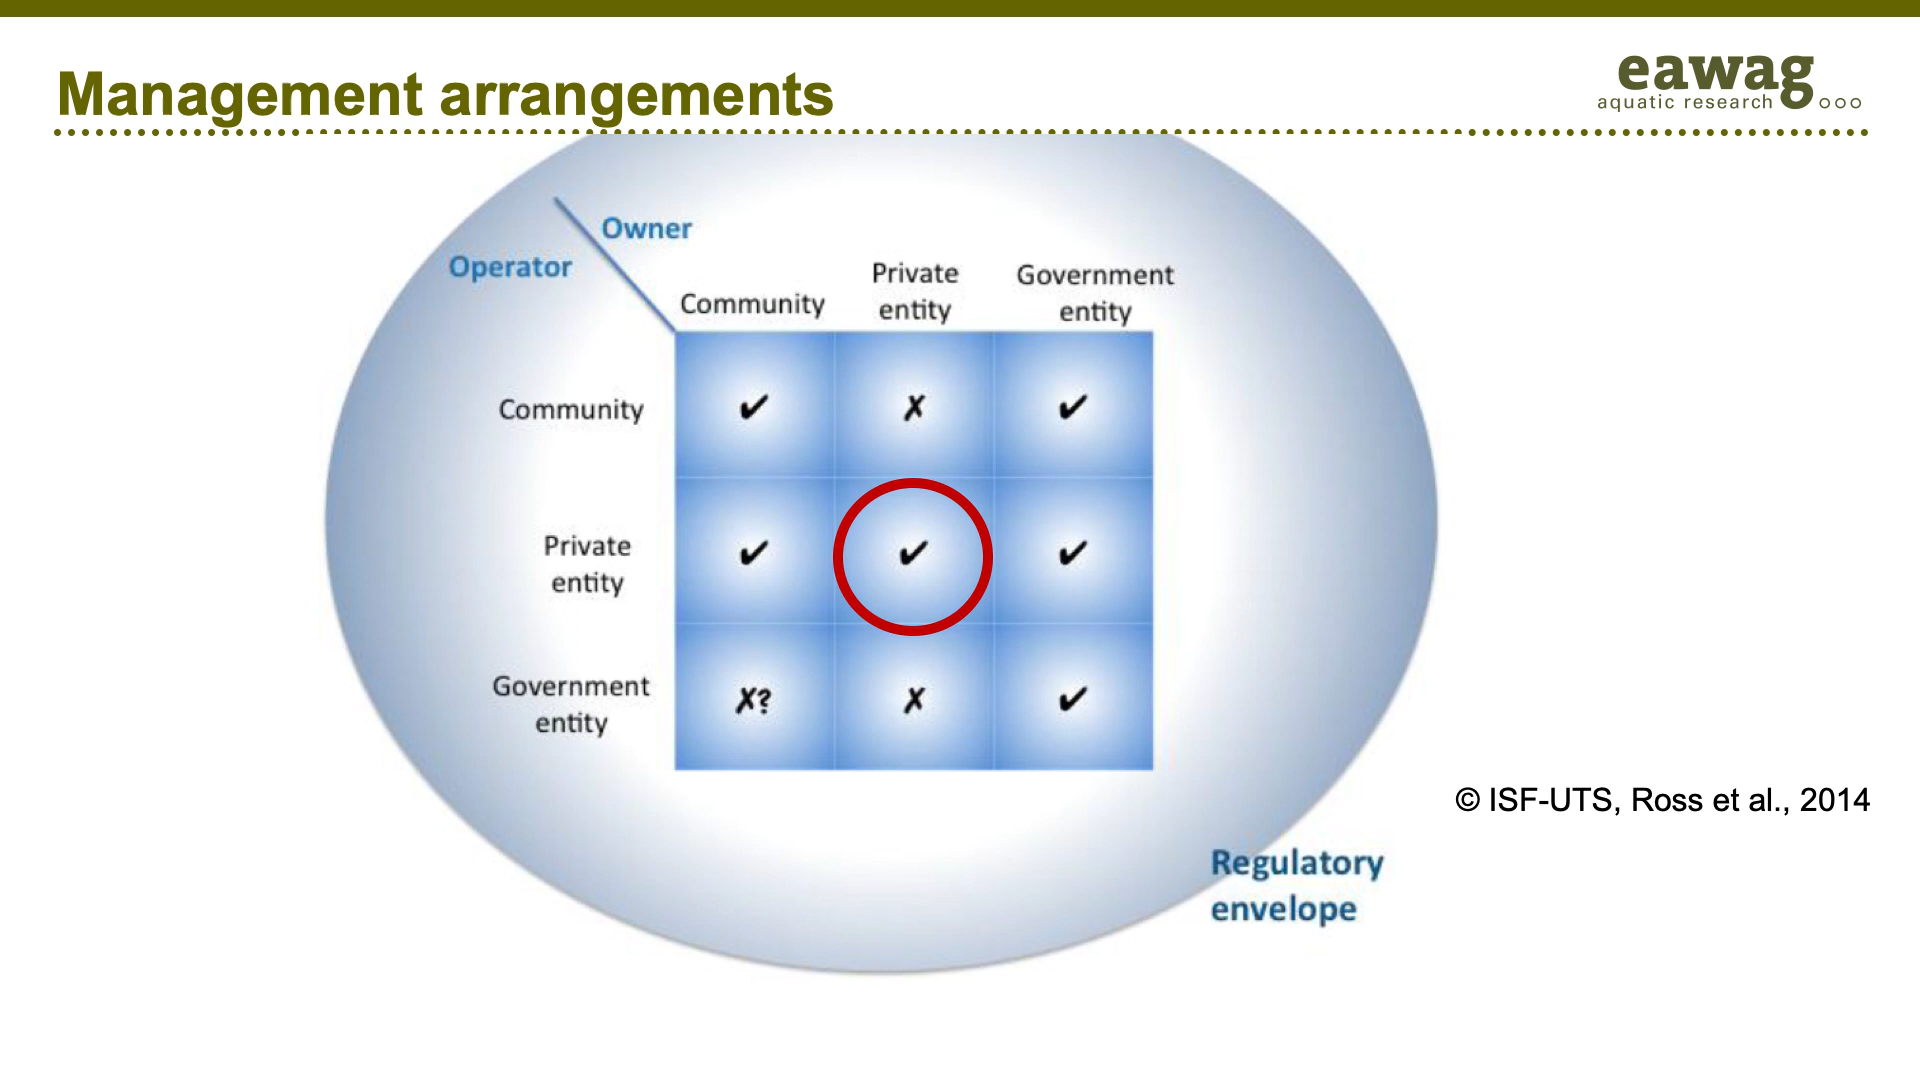 Management arrangements
eawag
aquatic research
Owner
Operator
Community
Private
entity
Government
entity
Community
✔ ✗ ✔
Private
entity
✔ ✔ ✔
Government
entity
✗? ✗ ✔
© ISF-UTS, Ross et al., 2014
Regulatory
envelope